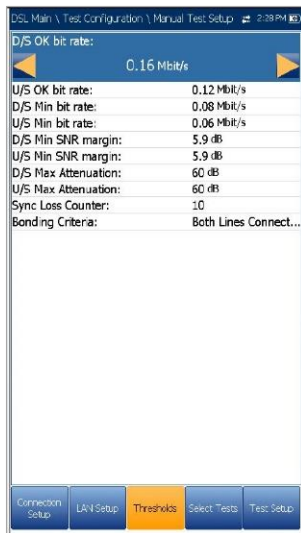 DSL Main \ Test Configuration \ Manual Test Setup 2:28 PM
D/S OK bit rate:
0.16 Mbit/s
U/S OK bit rate: 0.12 Mbit/s
D/S Min bit rate: 0.08 Mbit/s
U/S Min bit rate: 0.06 Mbit/s
D/S Min SNR margin: 5.9 dB
U/S Min SNR margin: 5.9 dB
D/S Max Attenuation: 60 dB
U/S Max Attenuation: 60 dB
Sync Loss Counter: 10
Bonding Criteria: Both Lines Connect...
Connection Setup
LAN Setup
Thresholds
Select Tests
Test Setup